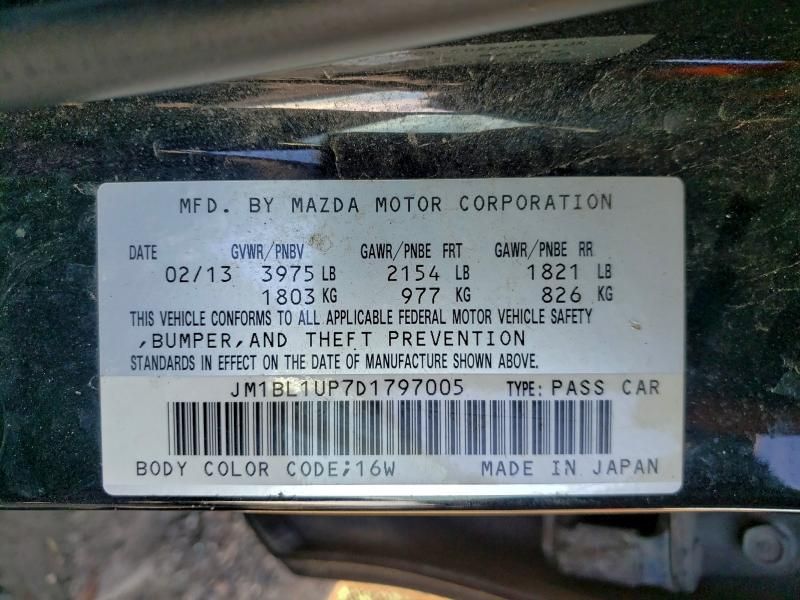 MFD. BY MAZDA MOTOR CORPORATION
DATE GVWR/PNBV GAWR/PNBE FRT GAWR/PNBE RR
02/13 3975 LB 2154 LB 1821 LB
1803 KG 977 KG 826 KG
THIS VEHICLE CONFORMS TO ALL APPLICABLE FEDERAL MOTOR VEHICLE SAFETY
,BUMPER,AND THEFT PREVENTION
STANDARDS IN EFFECT ON THE DATE OF MANUFACTURE SHOWN ABOVE.
JM1BL1UP7D1797005 TYPE: PASS CAR
BODY COLOR CODE;16W MADE IN JAPAN